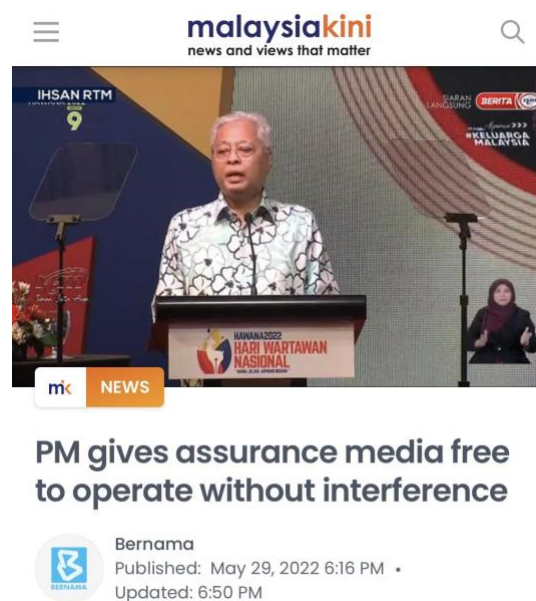 malaysiakini
news and views that matter
IHSAN RTM
HAWANA 2022
9
SIARAN
LANGSUNG
BERITA
#KELUARGA
MALAYSIA
HAWANA2022
HARI WARTAWAN
NASIONAL
mk
NEWS
PM gives assurance media free
to operate without interference
BERNAMA
Bernama
Published: May 29, 2022 6:16 PM •
Updated: 6:50 PM